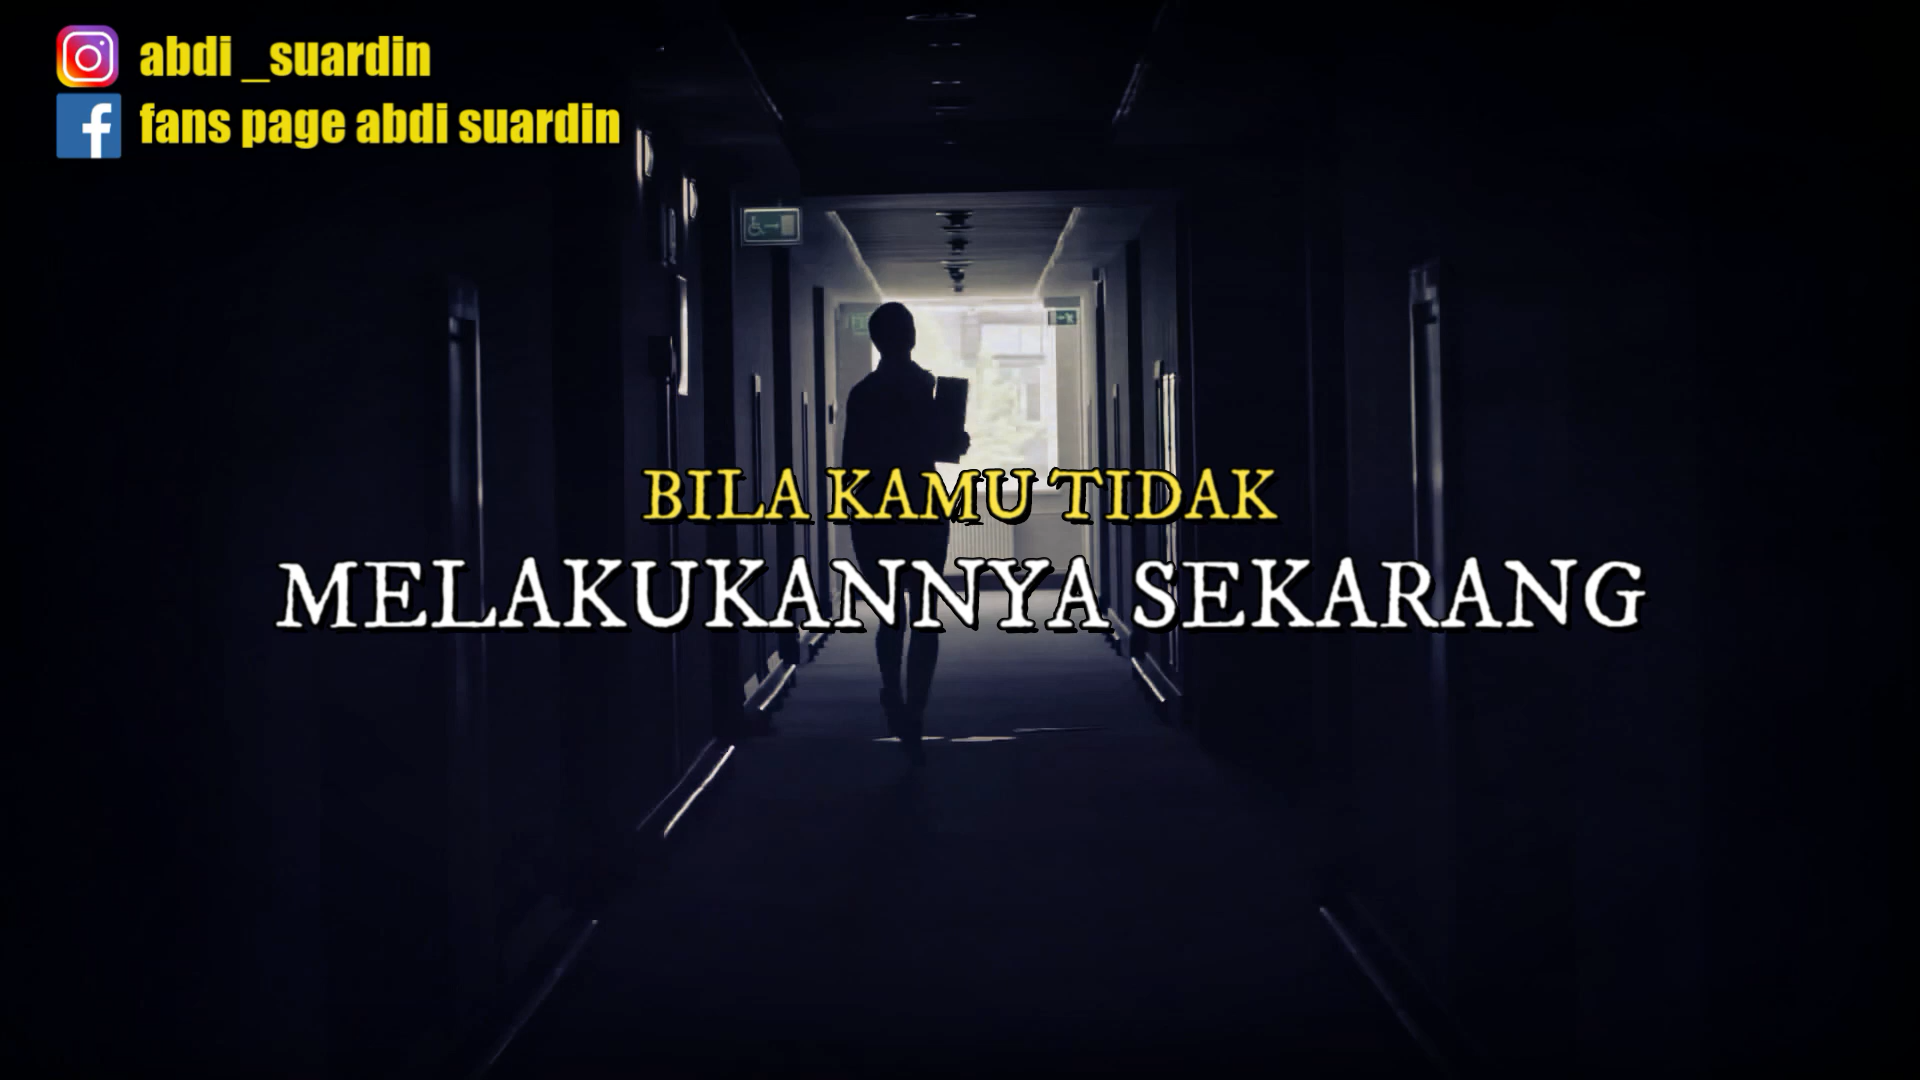 abdi _suardin
fans page abdi suardin
BILA KAMU TIDAK
MELAKUKANNYA SEKARANG